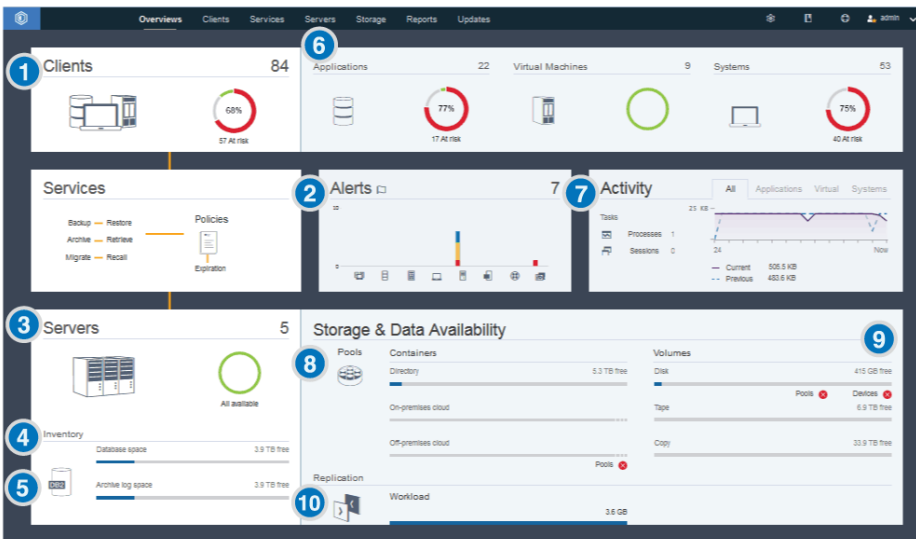 Overviews Clients Services Servers Storage Reports Updates admin
1 Clients 84
68%
57 At risk
6
Applications 22
77%
17 At risk
Virtual Machines 9
Systems 53
75%
40 At risk
Services
Backup Restore
Archive Retrieve
Migrate Recall
Policies
Expiration
2 Alerts 7
10
0
7 Activity All Applications Virtual Systems
Tasks
Processes 1
Sessions 0
25 KB
24 Now
Current 505.5 KB
Previous 483.6 KB
3 Servers 5
All available
4 Inventory
Database space 3.9 TB free
5 DB2 Archive log space 3.9 TB free
Storage & Data Availability 9
8 Pools
Containers
Directory 5.3 TB free
On-premises cloud
Off-premises cloud
Pools
Volumes
Disk 415 GB free
Pools Devices
Tape 6.9 TB free
Copy 33.9 TB free
Replication
10 Workload
3.6 GB